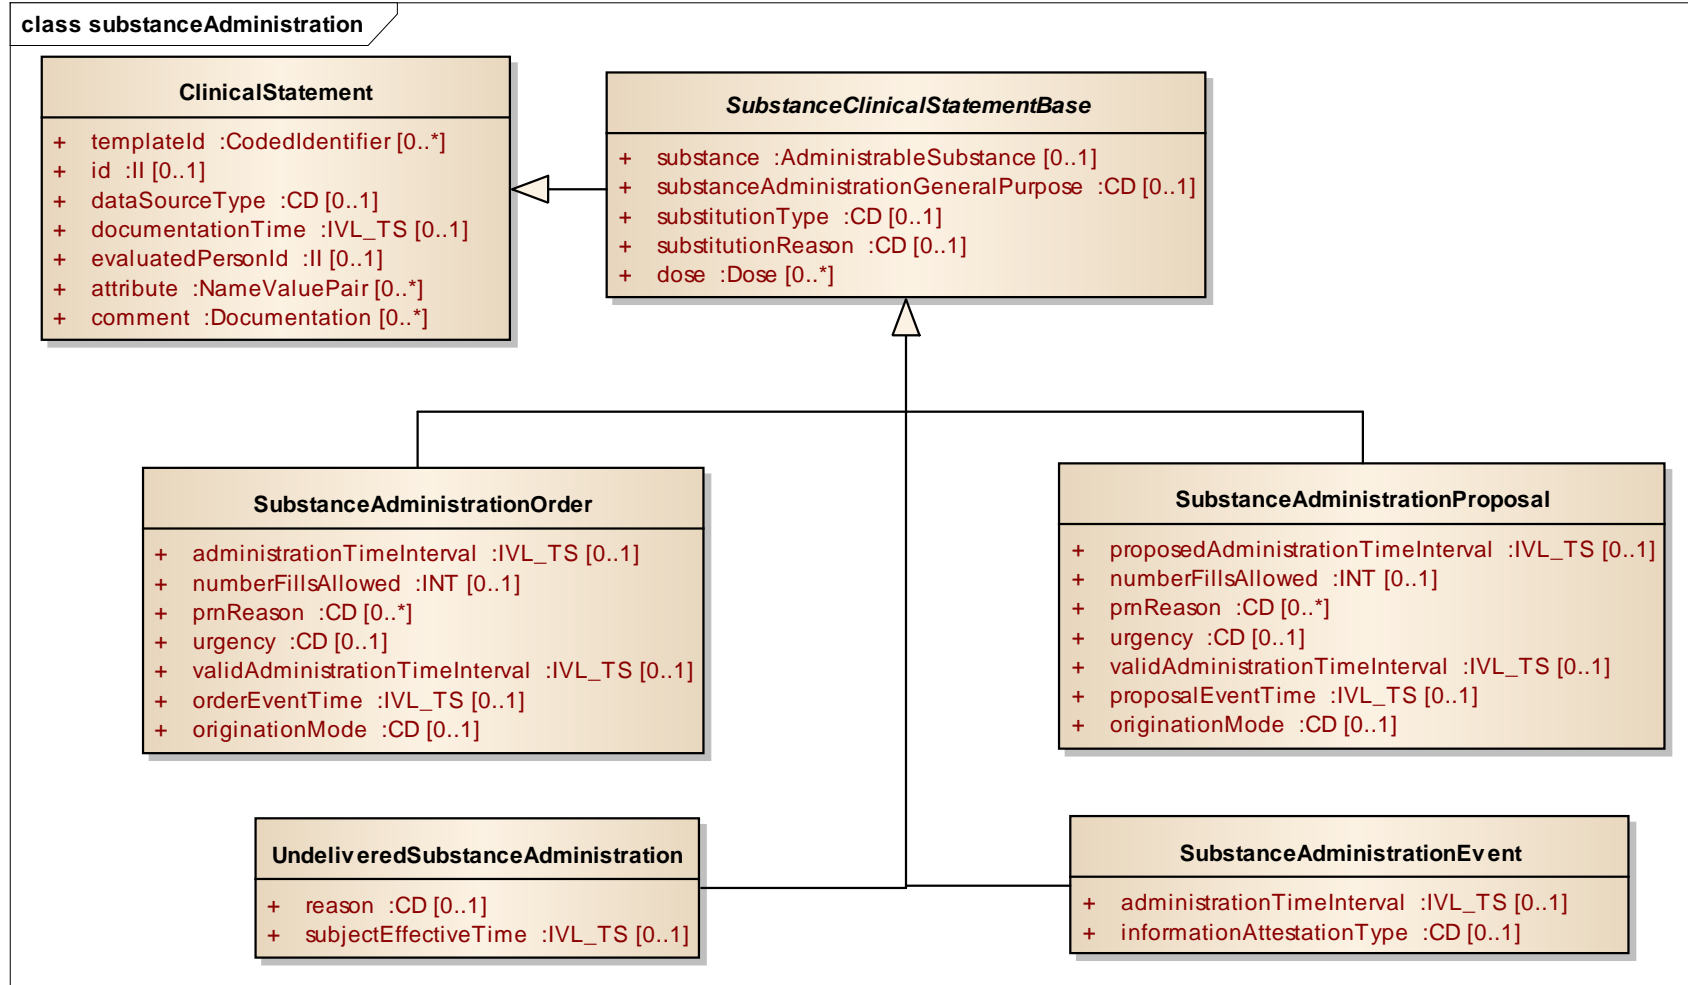 class substanceAdministration
ClinicalStatement
+ templateId :CodedIdentifier [0..*]
+ id :II [0..1]
+ dataSourceType :CD [0..1]
+ documentationTime :IVL_TS [0..1]
+ evaluatedPersonId :II [0..1]
+ attribute :NameValuePair [0..*]
+ comment :Documentation [0..*]
SubstanceClinicalStatementBase
+ substance :AdministrableSubstance [0..1]
+ substanceAdministrationGeneralPurpose :CD [0..1]
+ substitutionType :CD [0..1]
+ substitutionReason :CD [0..1]
+ dose :Dose [0..*]
SubstanceAdministrationOrder
+ administrationTimeInterval :IVL_TS [0..1]
+ numberFillsAllowed :INT [0..1]
+ prnReason :CD [0..*]
+ urgency :CD [0..1]
+ validAdministrationTimeInterval :IVL_TS [0..1]
+ orderEventTime :IVL_TS [0..1]
+ originationMode :CD [0..1]
SubstanceAdministrationProposal
+ proposedAdministrationTimeInterval :IVL_TS [0..1]
+ numberFillsAllowed :INT [0..1]
+ prnReason :CD [0..*]
+ urgency :CD [0..1]
+ validAdministrationTimeInterval :IVL_TS [0..1]
+ proposalEventTime :IVL_TS [0..1]
+ originationMode :CD [0..1]
UndeliveredSubstanceAdministration
+ reason :CD [0..1]
+ subjectEffectiveTime :IVL_TS [0..1]
SubstanceAdministrationEvent
+ administrationTimeInterval :IVL_TS [0..1]
+ informationAttestationType :CD [0..1]